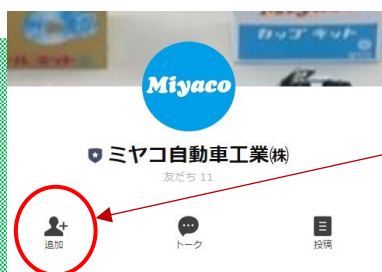 カップキット
Miyaco
ミヤコ自動車工業㈱
友だち 11
追加
トーク
投稿